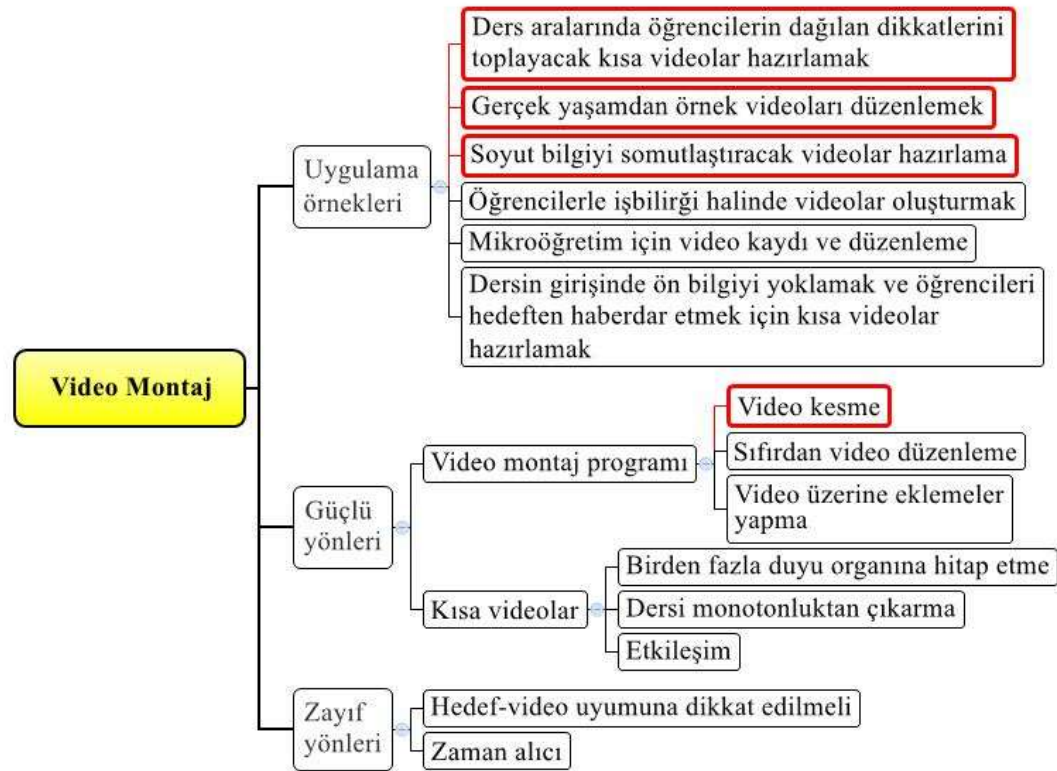 Video Montaj
Uygulama
örnekleri
Ders aralarında öğrencilerin dağılan dikkatlerini
toplayacak kısa videolar hazırlamak
Gerçek yaşamdan örnek videoları düzenlemek
Soyut bilgiyi somutlaştıracak videolar hazırlama
Öğrencilerle işbilirği halinde videolar oluşturmak
Mikroöğretim için video kaydı ve düzenleme
Dersin girişinde ön bilgiyi yoklamak ve öğrencileri
hedeften haberdar etmek için kısa videolar
hazırlamak
Güçlü
yönleri
Video montaj programı
Video kesme
Sıfırdan video düzenleme
Video üzerine eklemeler
yapma
Kısa videolar
Birden fazla duyu organına hitap etme
Dersi monotonluktan çıkarma
Etkileşim
Zayıf
yönleri
Hedef-video uyumuna dikkat edilmeli
Zaman alıcı